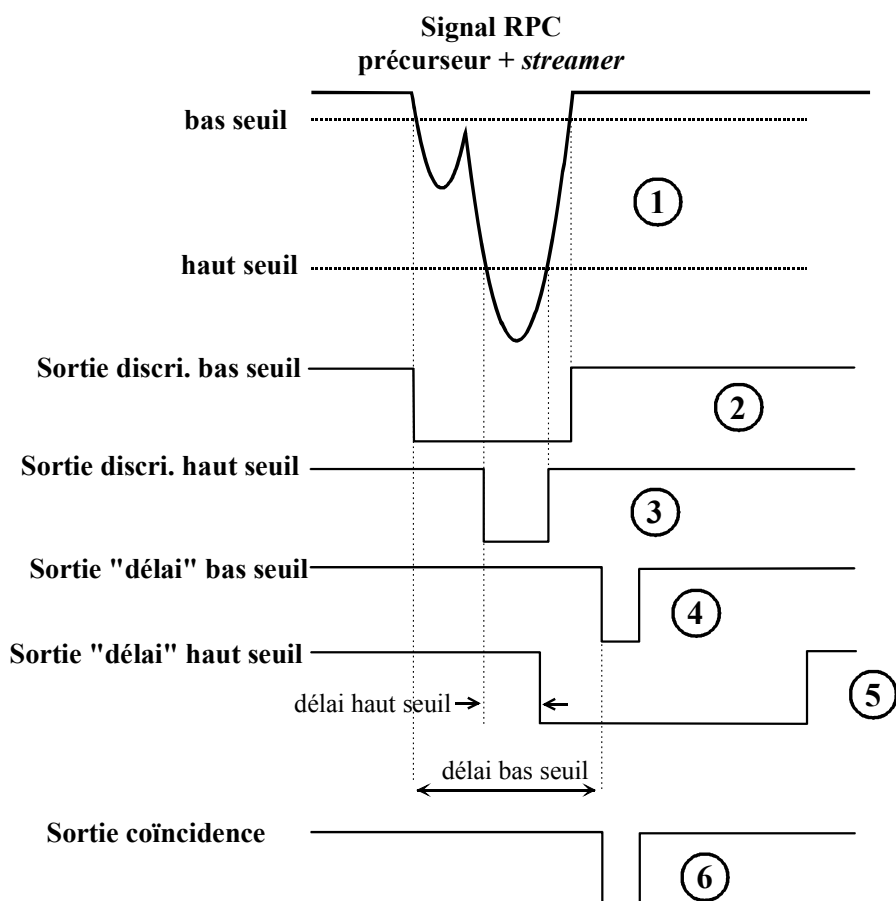 Signal RPC
précurseur + streamer
bas seuil
1
haut seuil
Sortie discri. bas seuil
2
Sortie discri. haut seuil
3
Sortie "délai" bas seuil
4
Sortie "délai" haut seuil
5
délai haut seuil
délai bas seuil
Sortie coïncidence
6